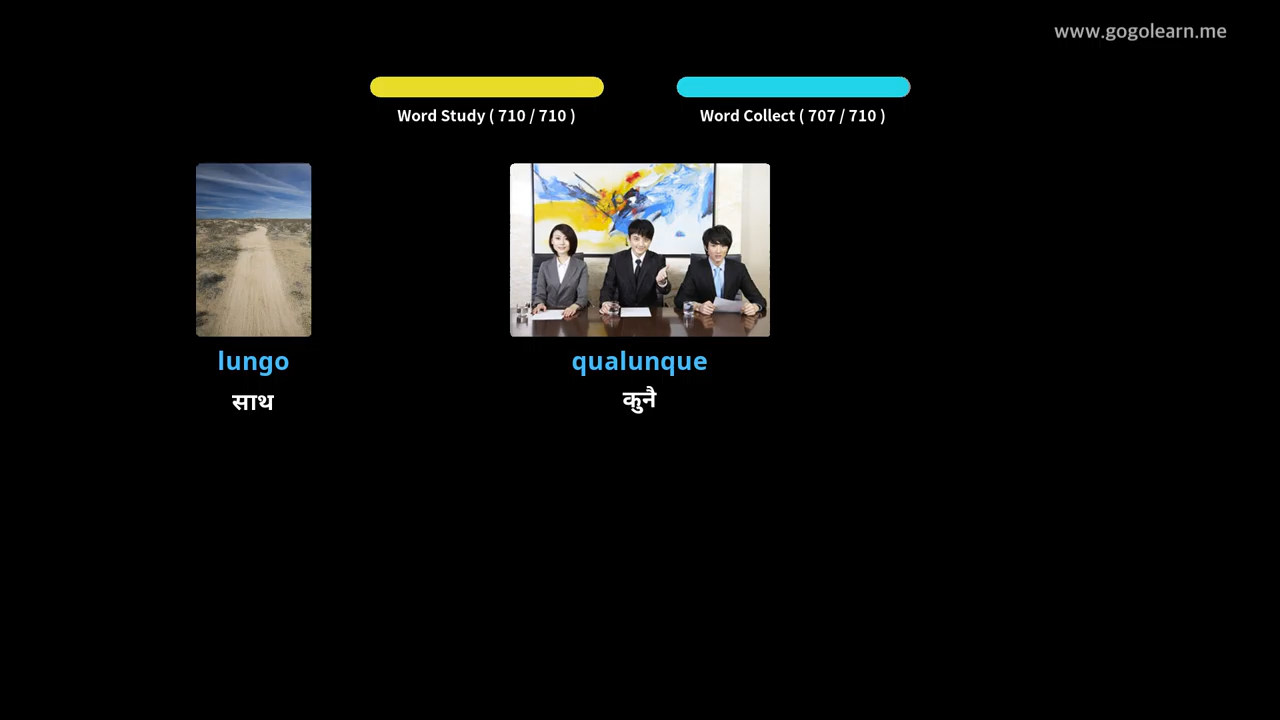 www.gogolearn.me
Word Study ( 710 / 710 )
Word Collect ( 707 / 710 )
lungo
साथ
qualunque
कुनै